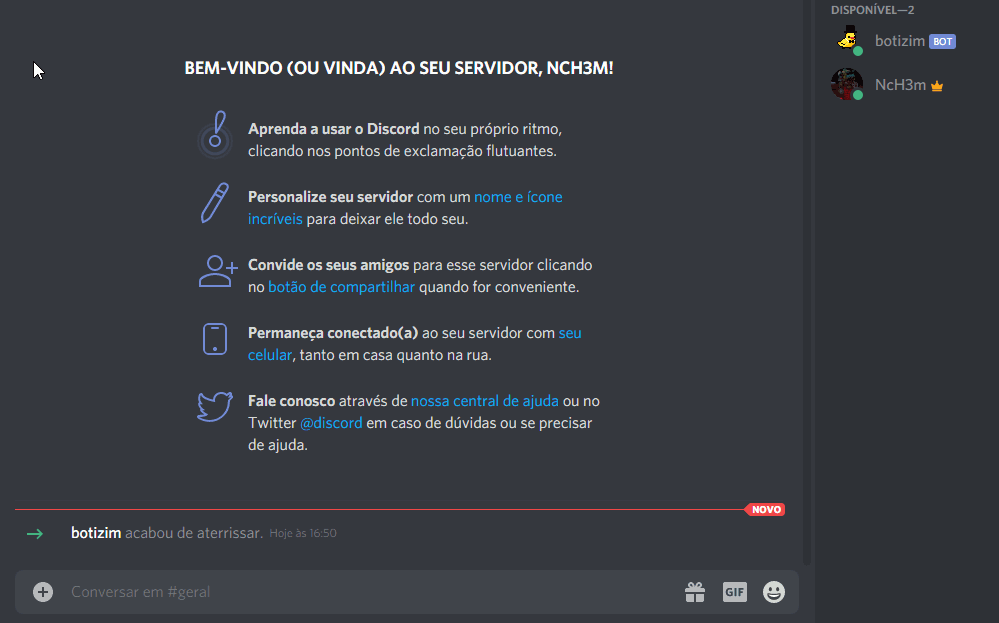 DISPONÍVEL—2
botizim BOT
NcH3m
BEM-VINDO (OU VINDA) AO SEU SERVIDOR, NCH3M!
Aprenda a usar o Discord no seu próprio ritmo,
clicando nos pontos de exclamação flutuantes.
Personalize seu servidor com um nome e ícone
incríveis para deixar ele todo seu.
Convide os seus amigos para esse servidor clicando
no botão de compartilhar quando for conveniente.
Permaneça conectado(a) ao seu servidor com seu
celular, tanto em casa quanto na rua.
Fale conosco através de nossa central de ajuda ou no
Twitter @discord em caso de dúvidas ou se precisar
de ajuda.
NOVO
botizim acabou de aterrissar. Hoje às 16:50
Conversar em #geral
GIF